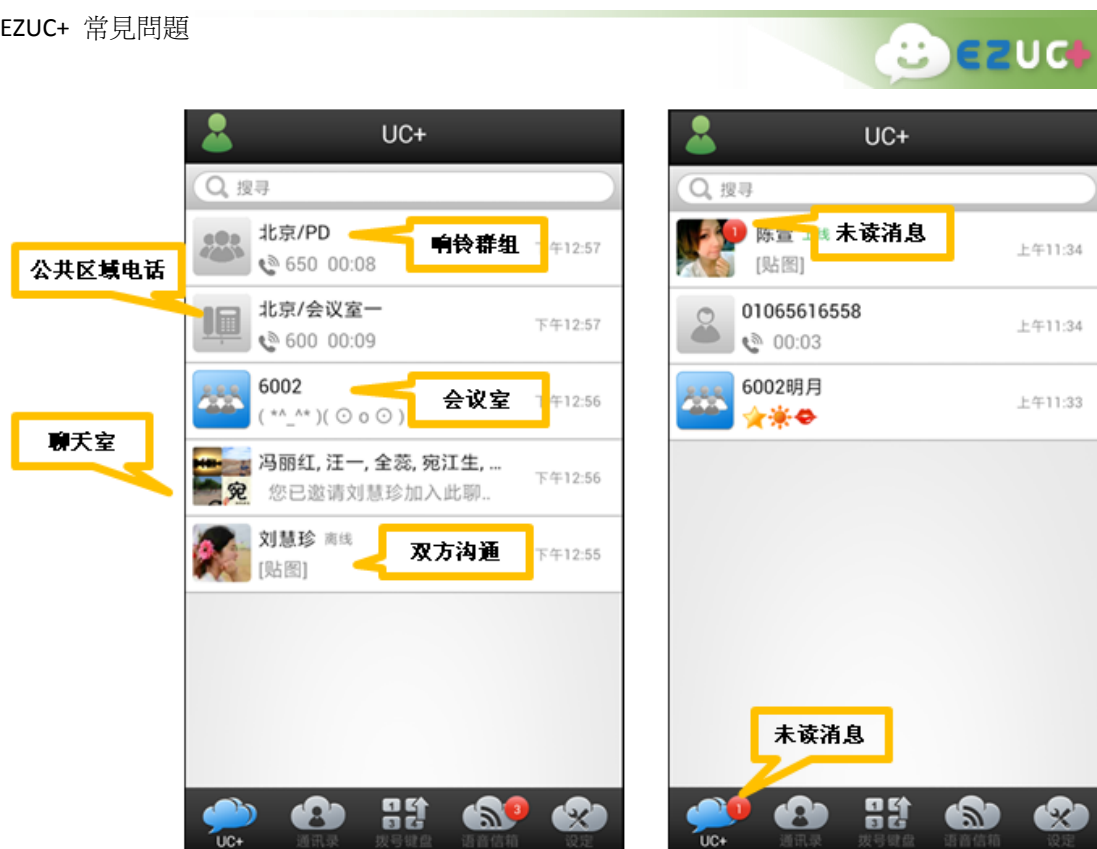 EZUC+ 常見問題
EZUC+
UC+
搜寻
北京/PD
650 00:08
下午12:57
响铃群组
公共区域电话
北京/会议室一
600 00:09
下午12:57
6002
( *^_^* )( ⊙ o ⊙ )
下午12:56
会议室
聊天室
冯丽红, 汪一, 全蕊, 宛江生, ...
您已邀请刘慧珍加入此聊..
下午12:56
宛
刘慧珍 离线
[贴图]
下午12:55
双方沟通
UC+
通讯录
拨号键盘
3
语音信箱
设定
UC+
搜寻
1
陈萱 上线
[贴图]
上午11:34
未读消息
01065616558
00:03
上午11:34
6002明月
上午11:33
未读消息
1
UC+
通讯录
拨号键盘
语音信箱
设定